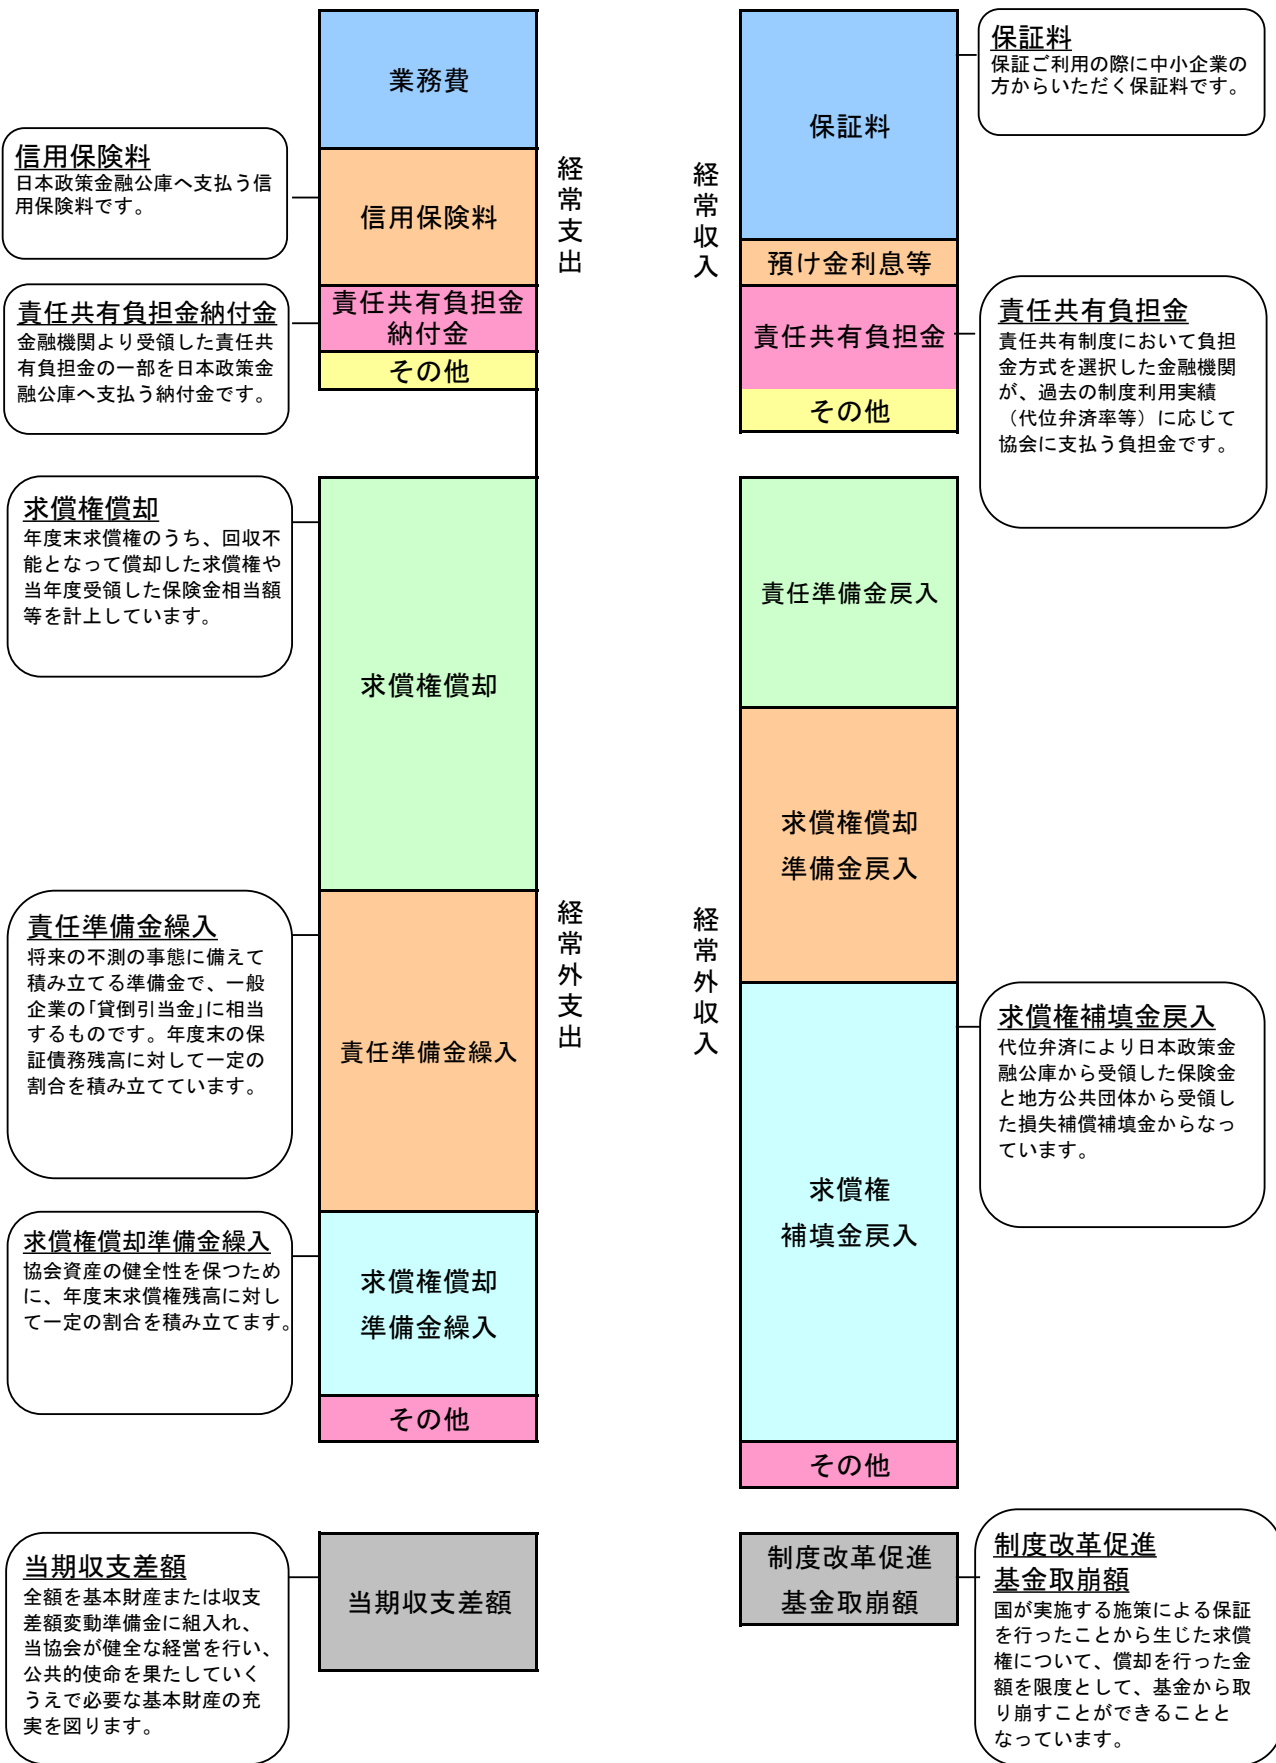 業務費
信用保険料
日本政策金融公庫へ支払う信
用保険料です。
信用保険料
責任共有負担金納付金
金融機関より受領した責任共
有負担金の一部を日本政策金
融公庫へ支払う納付金です。
責任共有負担金
納付金
その他
経常支出
求償権償却
年度末求償権のうち、回収不
能となって償却した求償権や
当年度受領した保険金相当額
等を計上しています。
求償権償却
責任準備金繰入
将来の不測の事態に備えて
積み立てる準備金で、一般
企業の｢貸倒引当金｣に相当
するものです。年度末の保
証債務残高に対して一定の
割合を積み立てています。
責任準備金繰入
経常外支出
求償権償却準備金繰入
協会資産の健全性を保つため
に、年度末求償権残高に対し
て一定の割合を積み立てます。
求償権償却
準備金繰入
その他
当期収支差額
全額を基本財産または収支
差額変動準備金に組入れ、
当協会が健全な経営を行い、
公共的使命を果たしていく
うえで必要な基本財産の充
実を図ります。
当期収支差額
経常収入
保証料
保証料
保証ご利用の際に中小企業の
方からいただく保証料です。
預け金利息等
責任共有負担金
責任共有負担金
責任共有制度において負担
金方式を選択した金融機関
が、過去の制度利用実績
（代位弁済率等）に応じて
協会に支払う負担金です。
その他
責任準備金戻入
求償権償却
準備金戻入
経常外収入
求償権
補填金戻入
求償権補填金戻入
代位弁済により日本政策金
融公庫から受領した保険金
と地方公共団体から受領し
た損失補償補填金からなっ
ています。
その他
制度改革促進
基金取崩額
制度改革促進
基金取崩額
国が実施する施策による保証
を行ったことから生じた求償
権について、償却を行った金
額を限度として、基金から取
り崩すことができることと
なっています。